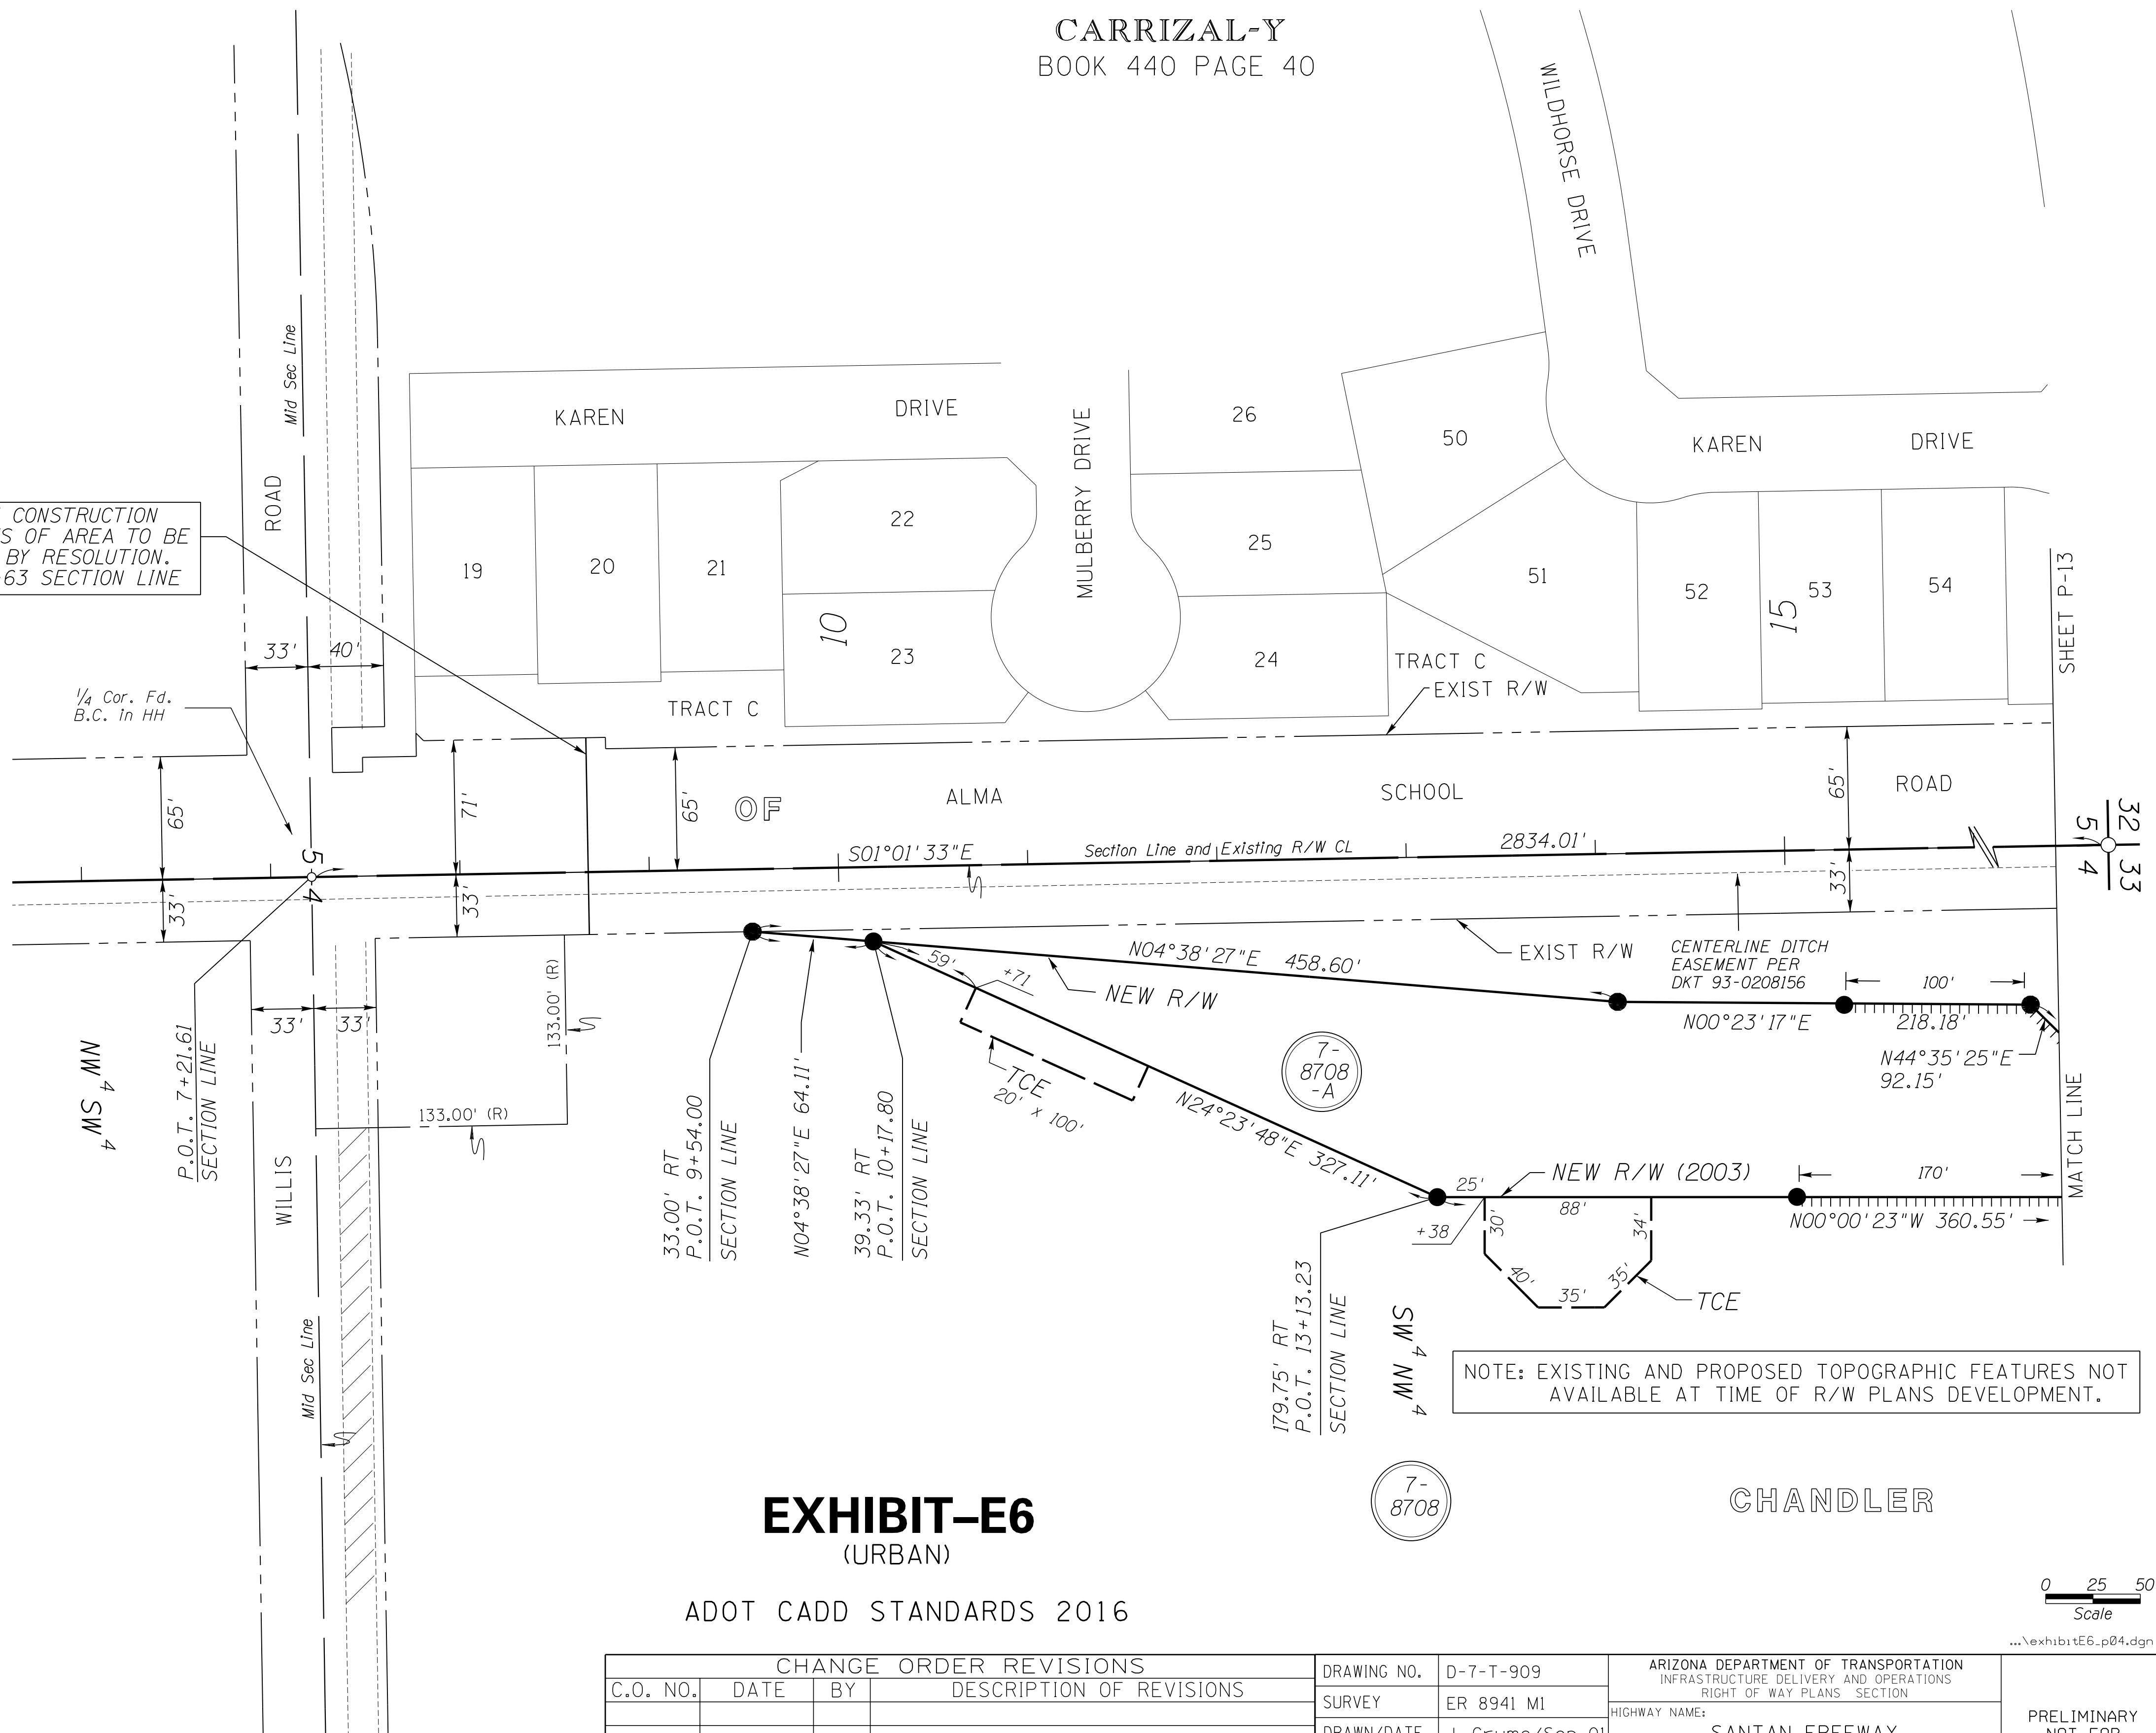 CARRIZAL-Y
BOOK 440 PAGE 40
WILDHORSE DRIVE
Mid Sec Line
ROAD
KAREN
DRIVE
MULBERRY DRIVE
26
50
KAREN
DRIVE
CONSTRUCTION
S OF AREA TO BE
BY RESOLUTION.
63 SECTION LINE
19
20
21
22
10
23
25
24
51
52
15
53
54
SHEET P-13
33'
40'
1/4 Cor. Fd.
B.C. in HH
TRACT C
TRACT C
EXIST R/W
65'
71'
65'
OF
ALMA
SCHOOL
65'
ROAD
S01°01'33"E
Section Line and Existing R/W CL
2834.01'
5
4
32
5
33
4
33'
33'
33'
EXIST R/W
CENTERLINE DITCH
EASEMENT PER
DKT 93-0208156
N04°38'27"E 458.60'
59'
+71
NEW R/W
100'
N00°23'17"E
218.18'
N44°35'25"E
92.15'
33'
33'
133.00' (R)
133.00' (R)
NW 4 SW 4
P.O.T. 7+21.61
SECTION LINE
WILLIS
Mid Sec Line
TCE
20' x 100'
7-
8708
-A
N24°23'48"E 327.11'
33.00' RT
P.O.T. 9+54.00
SECTION LINE
N04°38'27"E 64.11'
39.33' RT
P.O.T. 10+17.80
SECTION LINE
MATCH LINE
25'
NEW R/W (2003)
170'
88'
+38
30'
34'
N00°00'23"W 360.55'
40'
35'
35'
TCE
179.75' RT
P.O.T. 13+13.23
SECTION LINE
SW 4 NW 4
NOTE: EXISTING AND PROPOSED TOPOGRAPHIC FEATURES NOT
AVAILABLE AT TIME OF R/W PLANS DEVELOPMENT.
7-
8708
CHANDLER
EXHIBIT–E6
(URBAN)
ADOT CADD STANDARDS 2016
0 25 50
Scale
...\exhibitE6_p04.dgn
CHANGE ORDER REVISIONS
C.O. NO. DATE BY DESCRIPTION OF REVISIONS
DRAWING NO. D-7-T-909
SURVEY ER 8941 M1
ARIZONA DEPARTMENT OF TRANSPORTATION
INFRASTRUCTURE DELIVERY AND OPERATIONS
RIGHT OF WAY PLANS SECTION
HIGHWAY NAME:
PRELIMINARY